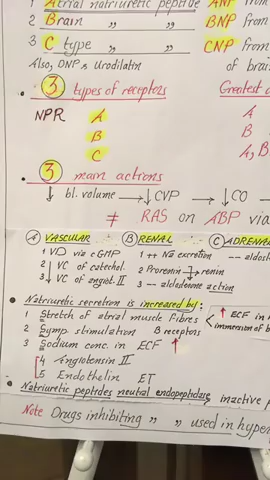 1 Atrial natriuretic peptide ANP from
2 Brain " " BNP from
3 C type " " CNP from
Also, DNP & Urodilatin of brai
• ③ types of receptors Greatest a
NPR A A
B B
C A, B
• ③ main actions
↓ bl. volume → ↓ CVP → ↓ CO →
≠ RAS on ABP via
Ⓐ VASCULAR Ⓑ RENAL Ⓒ ADRENA
1 VD via cGMP 1 ++ Na excretion -- aldos
2 ↓ VC of catechol. 2 Prorenin → renin
3 ↓ VC of angiot. II 3 -- aldosterone action
• Natriuretic secretion is increased by:
1 Stretch of atrial muscle fibres ↑ ECF in
2 Symp stimulation B receptors immersion of b
3 Sodium conc. in ECF ↑
4 Angiotensin II
5 Endothelin ET
• Natriuretic peptides neutral endopeptidase inactive p
Note Drugs inhibiting " " used in hyper